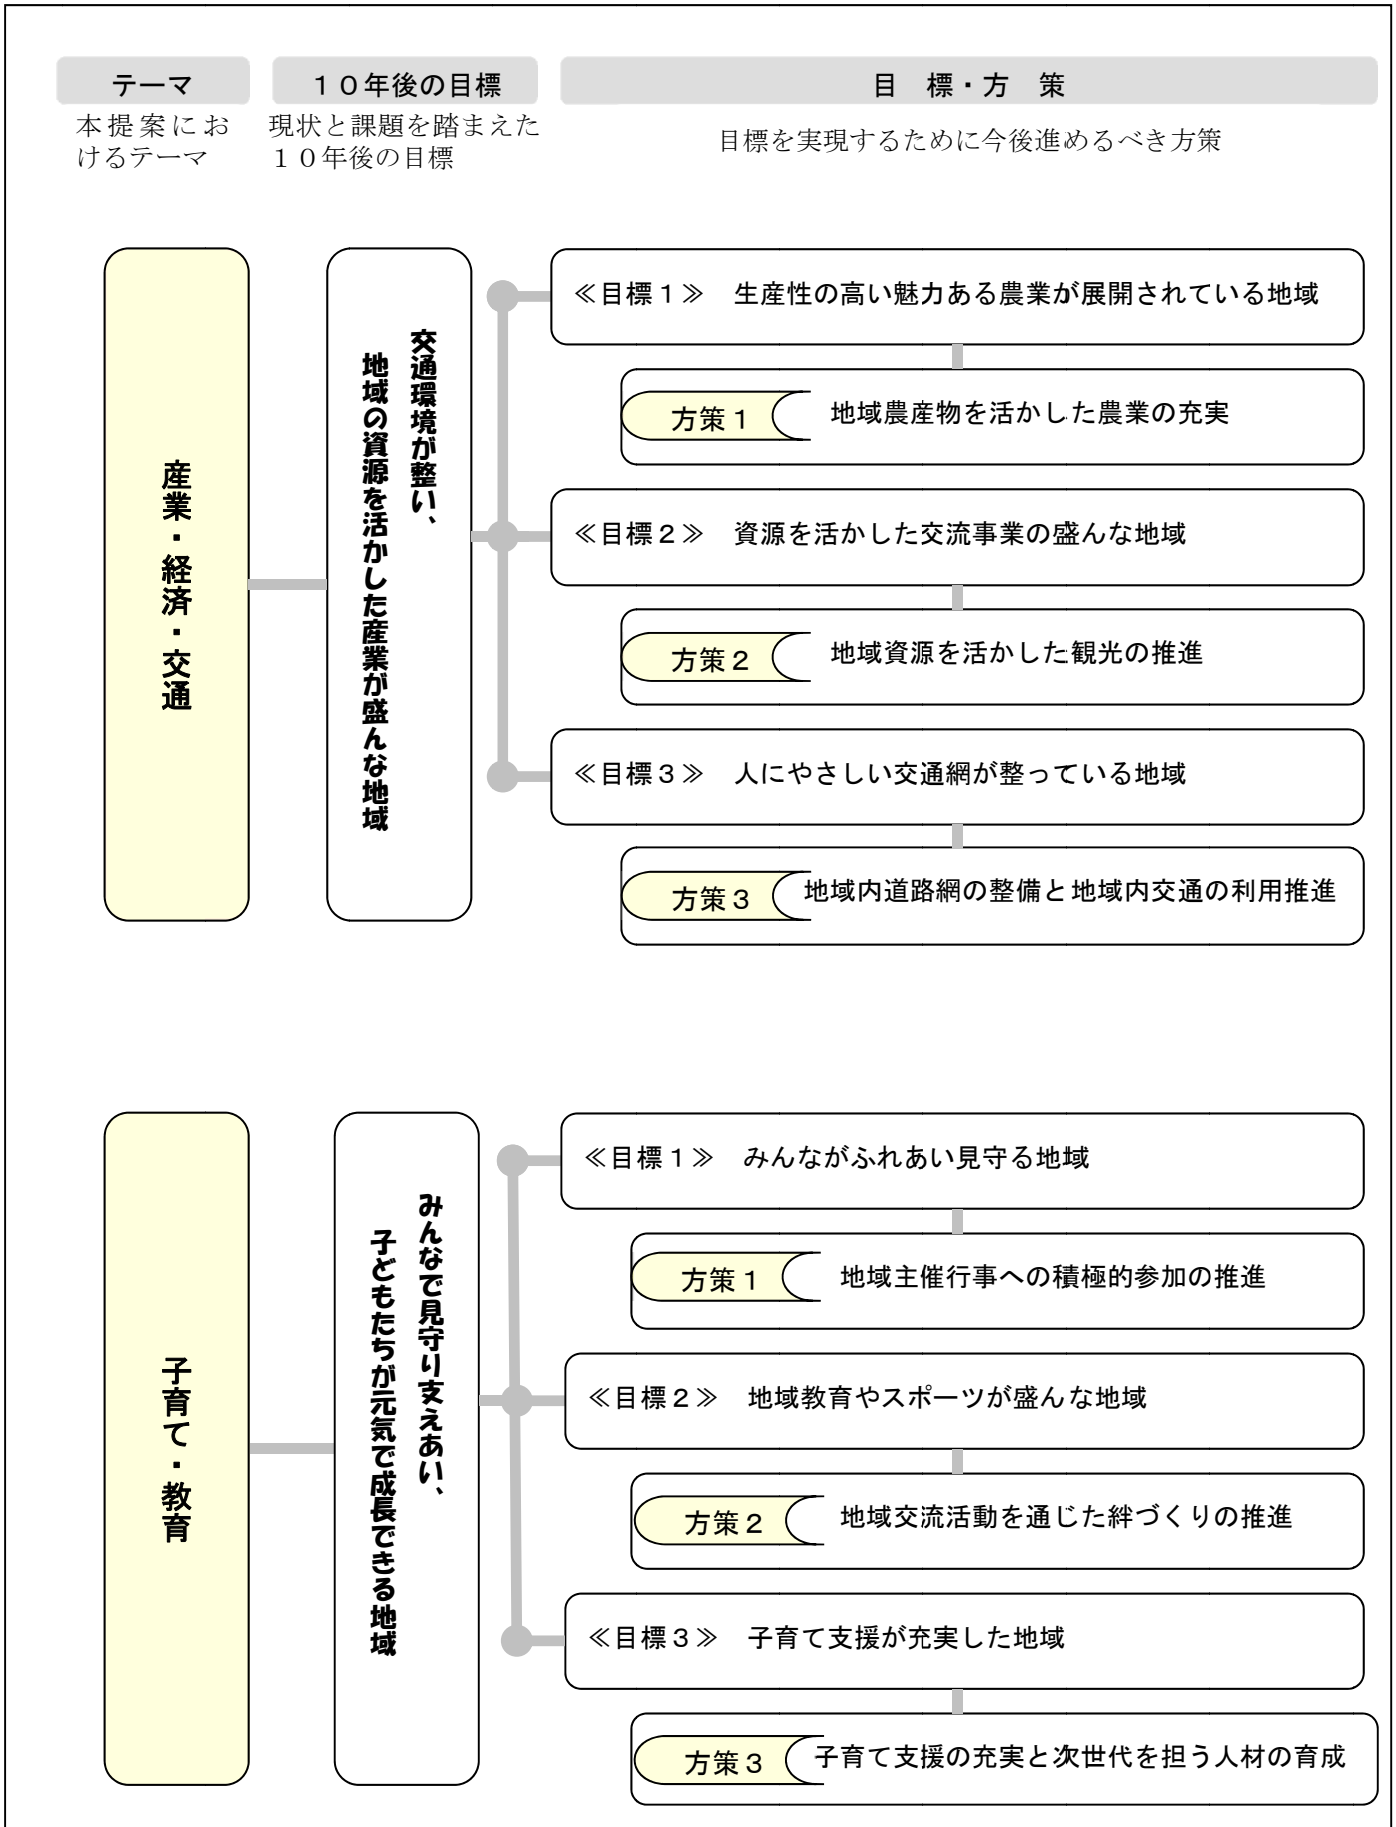 テーマ
１０年後の目標
目　標・方　策
本提案にお
けるテーマ
現状と課題を踏まえた
１０年後の目標
目標を実現するために今後進めるべき方策
産業・経済・交通
交通環境が整い、
地域の資源を活かした産業が盛んな地域
≪目標１≫　生産性の高い魅力ある農業が展開されている地域
方策１　地域農産物を活かした農業の充実
≪目標２≫　資源を活かした交流事業の盛んな地域
方策２　地域資源を活かした観光の推進
≪目標３≫　人にやさしい交通網が整っている地域
方策３　地域内道路網の整備と地域内交通の利用推進
子育て・教育
みんなで見守り支えあい、
子どもたちが元気で成長できる地域
≪目標１≫　みんながふれあい見守る地域
方策１　地域主催行事への積極的参加の推進
≪目標２≫　地域教育やスポーツが盛んな地域
方策２　地域交流活動を通じた絆づくりの推進
≪目標３≫　子育て支援が充実した地域
方策３　子育て支援の充実と次世代を担う人材の育成